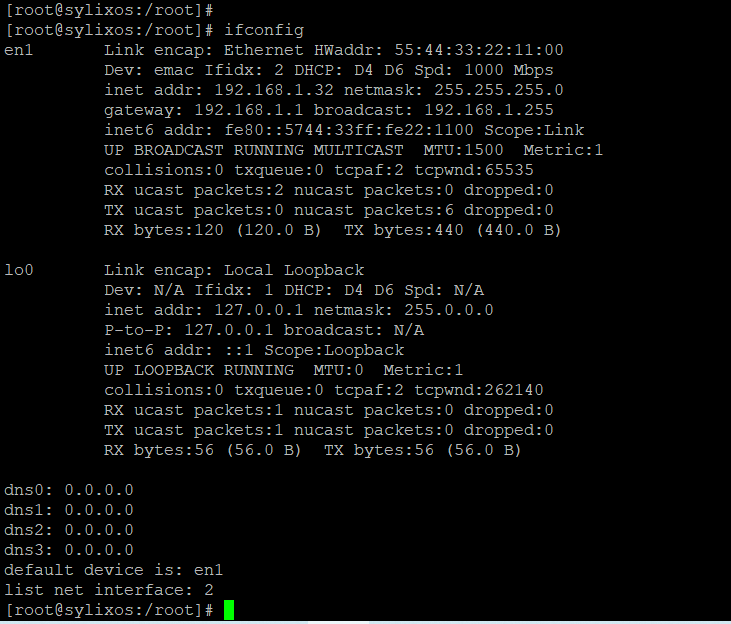 [root@sylixos:/root]#
[root@sylixos:/root]# ifconfig
en1       Link encap: Ethernet HWaddr: 55:44:33:22:11:00
          Dev: emac Ifidx: 2 DHCP: D4 D6 Spd: 1000 Mbps
          inet addr: 192.168.1.32 netmask: 255.255.255.0
          gateway: 192.168.1.1 broadcast: 192.168.1.255
          inet6 addr: fe80::5744:33ff:fe22:1100 Scope:Link
          UP BROADCAST RUNNING MULTICAST  MTU:1500  Metric:1
          collisions:0 txqueue:0 tcpaf:2 tcpwnd:65535
          RX ucast packets:2 nucast packets:0 dropped:0
          TX ucast packets:0 nucast packets:6 dropped:0
          RX bytes:120 (120.0 B)  TX bytes:440 (440.0 B)

lo0       Link encap: Local Loopback
          Dev: N/A Ifidx: 1 DHCP: D4 D6 Spd: N/A
          inet addr: 127.0.0.1 netmask: 255.0.0.0
          P-to-P: 127.0.0.1 broadcast: N/A
          inet6 addr: ::1 Scope:Loopback
          UP LOOPBACK RUNNING  MTU:0  Metric:1
          collisions:0 txqueue:0 tcpaf:2 tcpwnd:262140
          RX ucast packets:1 nucast packets:0 dropped:0
          TX ucast packets:1 nucast packets:0 dropped:0
          RX bytes:56 (56.0 B)  TX bytes:56 (56.0 B)

dns0: 0.0.0.0
dns1: 0.0.0.0
dns2: 0.0.0.0
dns3: 0.0.0.0
default device is: en1
list net interface: 2
[root@sylixos:/root]#